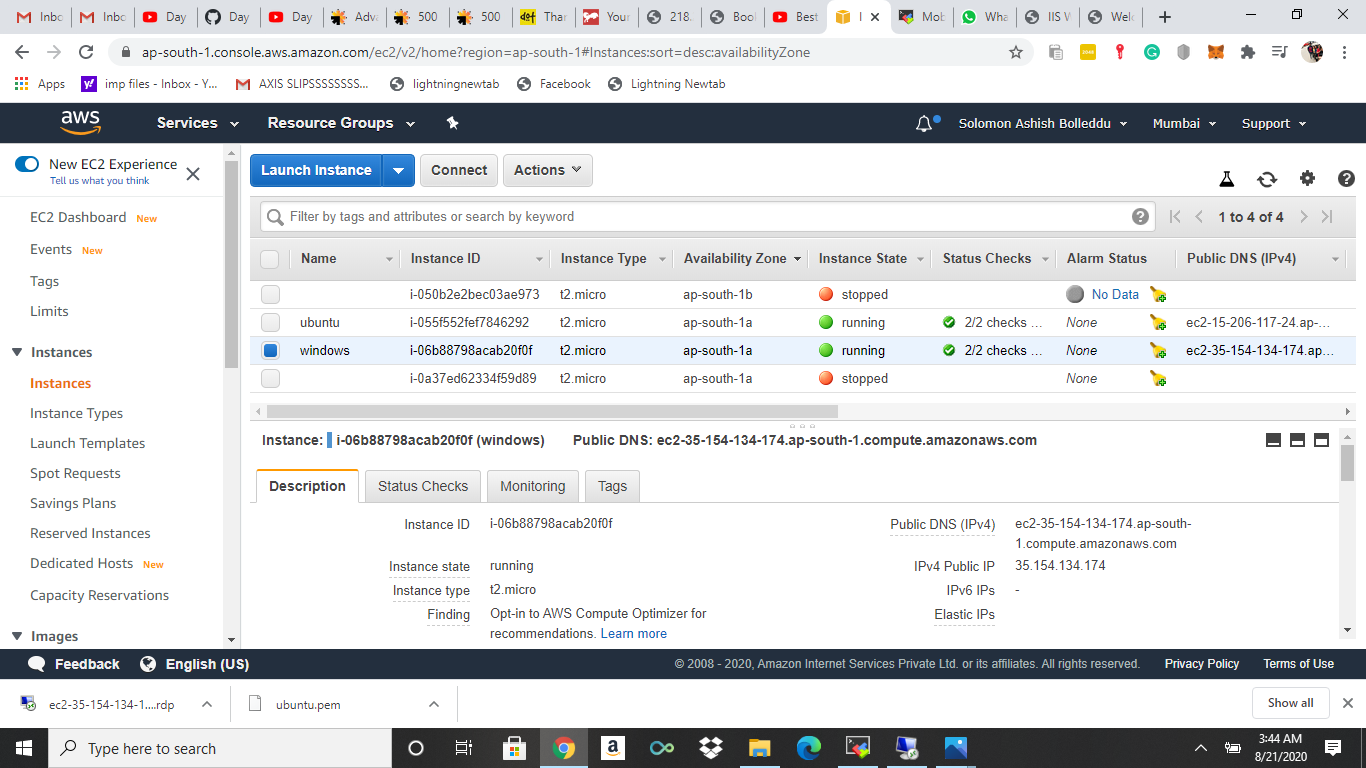 Inbo
Inbo
Day
Day
Day
Adva
500
500
dot
Thar
Your
218.
Bool
Best
I
Mob
Wha
IIS W
Welc
ap-south-1.console.aws.amazon.com/ec2/v2/home?region=ap-south-1#Instances:sort=desc:availabilityZone
Apps
imp files - Inbox - Y...
AXIS SLIPSSSSSSSS...
lightningnewtab
Facebook
Lightning Newtab
aws
Services
Resource Groups
Solomon Ashish Bolleddu
Mumbai
Support
New EC2 Experience
Tell us what you think
EC2 Dashboard New
Events New
Tags
Limits
Instances
Instances
Instance Types
Launch Templates
Spot Requests
Savings Plans
Reserved Instances
Dedicated Hosts New
Capacity Reservations
Images
Launch Instance
Connect
Actions
Filter by tags and attributes or search by keyword
1 to 4 of 4
Name Instance ID Instance Type Availability Zone Instance State Status Checks Alarm Status Public DNS (IPv4)
i-050b2e2bec03ae973 t2.micro ap-south-1b stopped No Data
ubuntu i-055f552fef7846292 t2.micro ap-south-1a running 2/2 checks ... None ec2-15-206-117-24.ap-...
windows i-06b88798acab20f0f t2.micro ap-south-1a running 2/2 checks ... None ec2-35-154-134-174.ap...
i-0a37ed62334f59d89 t2.micro ap-south-1a stopped None
Instance: i-06b88798acab20f0f (windows) Public DNS: ec2-35-154-134-174.ap-south-1.compute.amazonaws.com
Description
Status Checks
Monitoring
Tags
Instance ID i-06b88798acab20f0f
Instance state running
Instance type t2.micro
Finding Opt-in to AWS Compute Optimizer for
recommendations. Learn more
Public DNS (IPv4) ec2-35-154-134-174.ap-south-
1.compute.amazonaws.com
IPv4 Public IP 35.154.134.174
IPv6 IPs -
Elastic IPs
Feedback
English (US)
© 2008 - 2020, Amazon Internet Services Private Ltd. or its affiliates. All rights reserved.
Privacy Policy
Terms of Use
ec2-35-154-134-1....rdp
ubuntu.pem
Show all
Type here to search
3:44 AM
8/21/2020